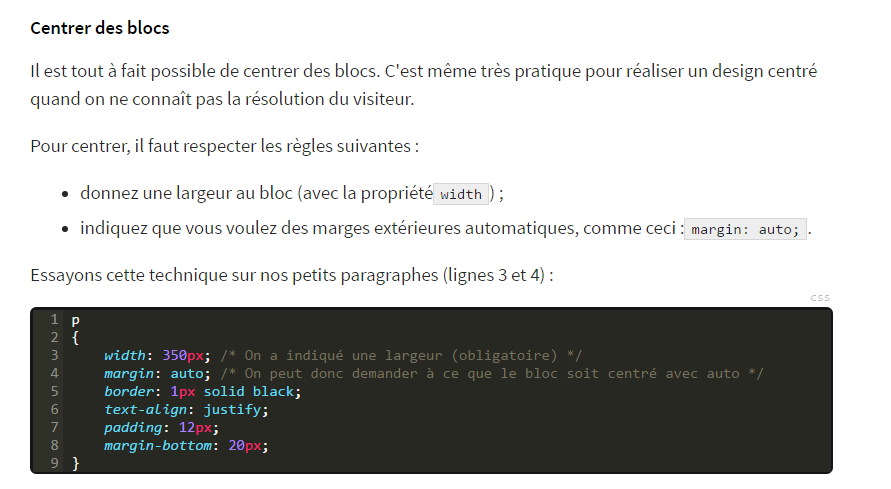 Centrer des blocs
Il est tout à fait possible de centrer des blocs. C'est même très pratique pour réaliser un design centré
quand on ne connaît pas la résolution du visiteur.
Pour centrer, il faut respecter les règles suivantes :
• donnez une largeur au bloc (avec la propriété width ) ;
• indiquez que vous voulez des marges extérieures automatiques, comme ceci : margin: auto; .
Essayons cette technique sur nos petits paragraphes (lignes 3 et 4) :
css
1 p
2 {
3 width: 350px; /* On a indiqué une largeur (obligatoire) */
4 margin: auto; /* On peut donc demander à ce que le bloc soit centré avec auto */
5 border: 1px solid black;
6 text-align: justify;
7 padding: 12px;
8 margin-bottom: 20px;
9 }